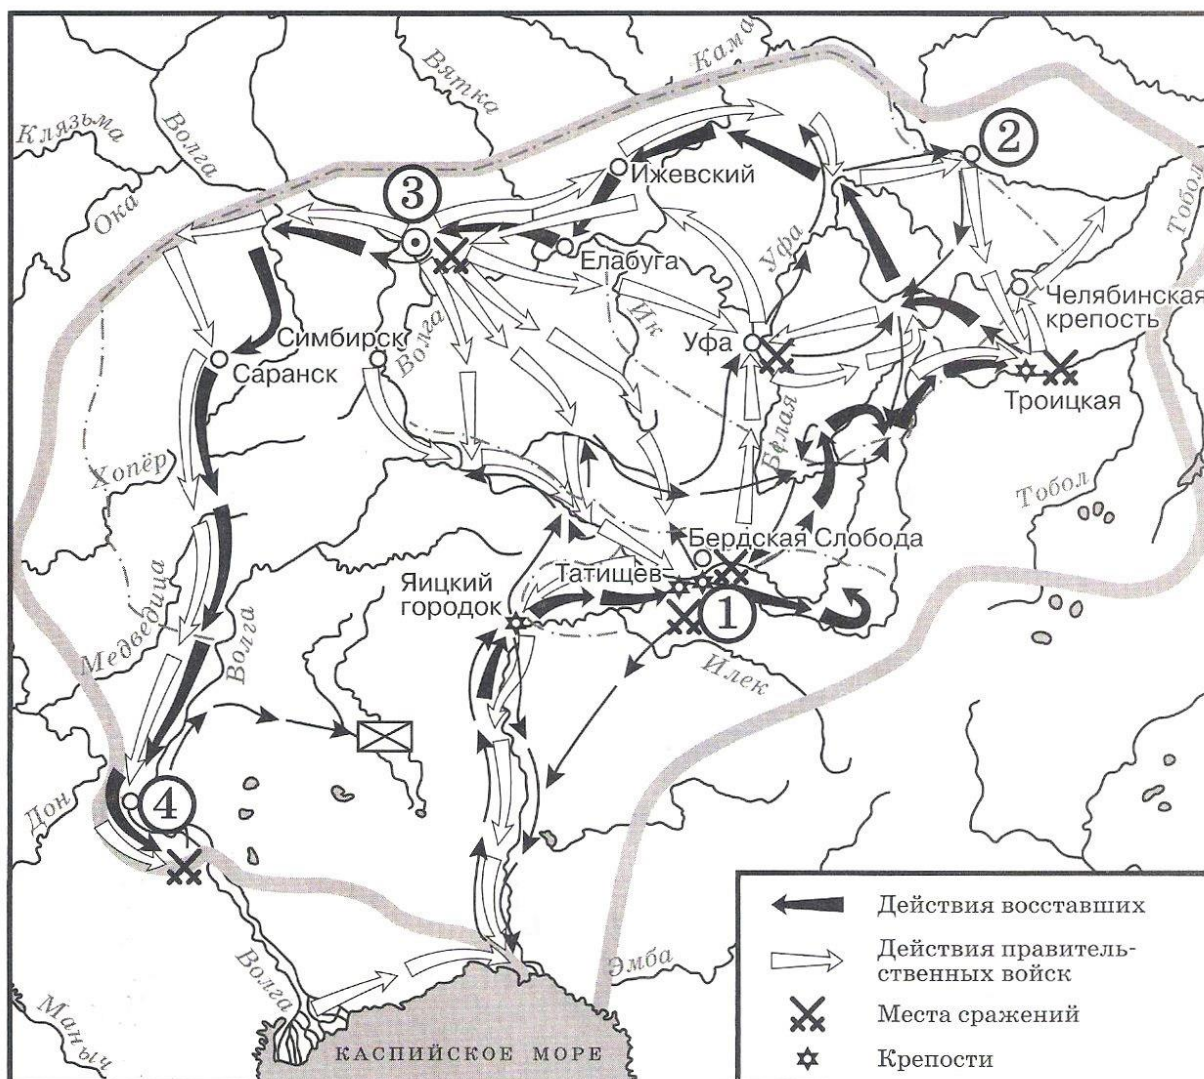 Клязьма
Волга
Вятка
Кама
Ока
3
Ижевский
2
Тобол
Елабуга
Уфа
Челябинская
крепость
Симбирск
Волга
Ик
Уфа
Саранск
Троицкая
Белая
Хопёр
Тобол
Бердская Слобода
Татищев
Яицкий
городок
1
Медведица
Волга
Илек
Дон
4
Волга
Эмба
Маныч
КАСПИЙСКОЕ МОРЕ
Действия восставших
Действия правитель-
ственных войск
Места сражений
Крепости